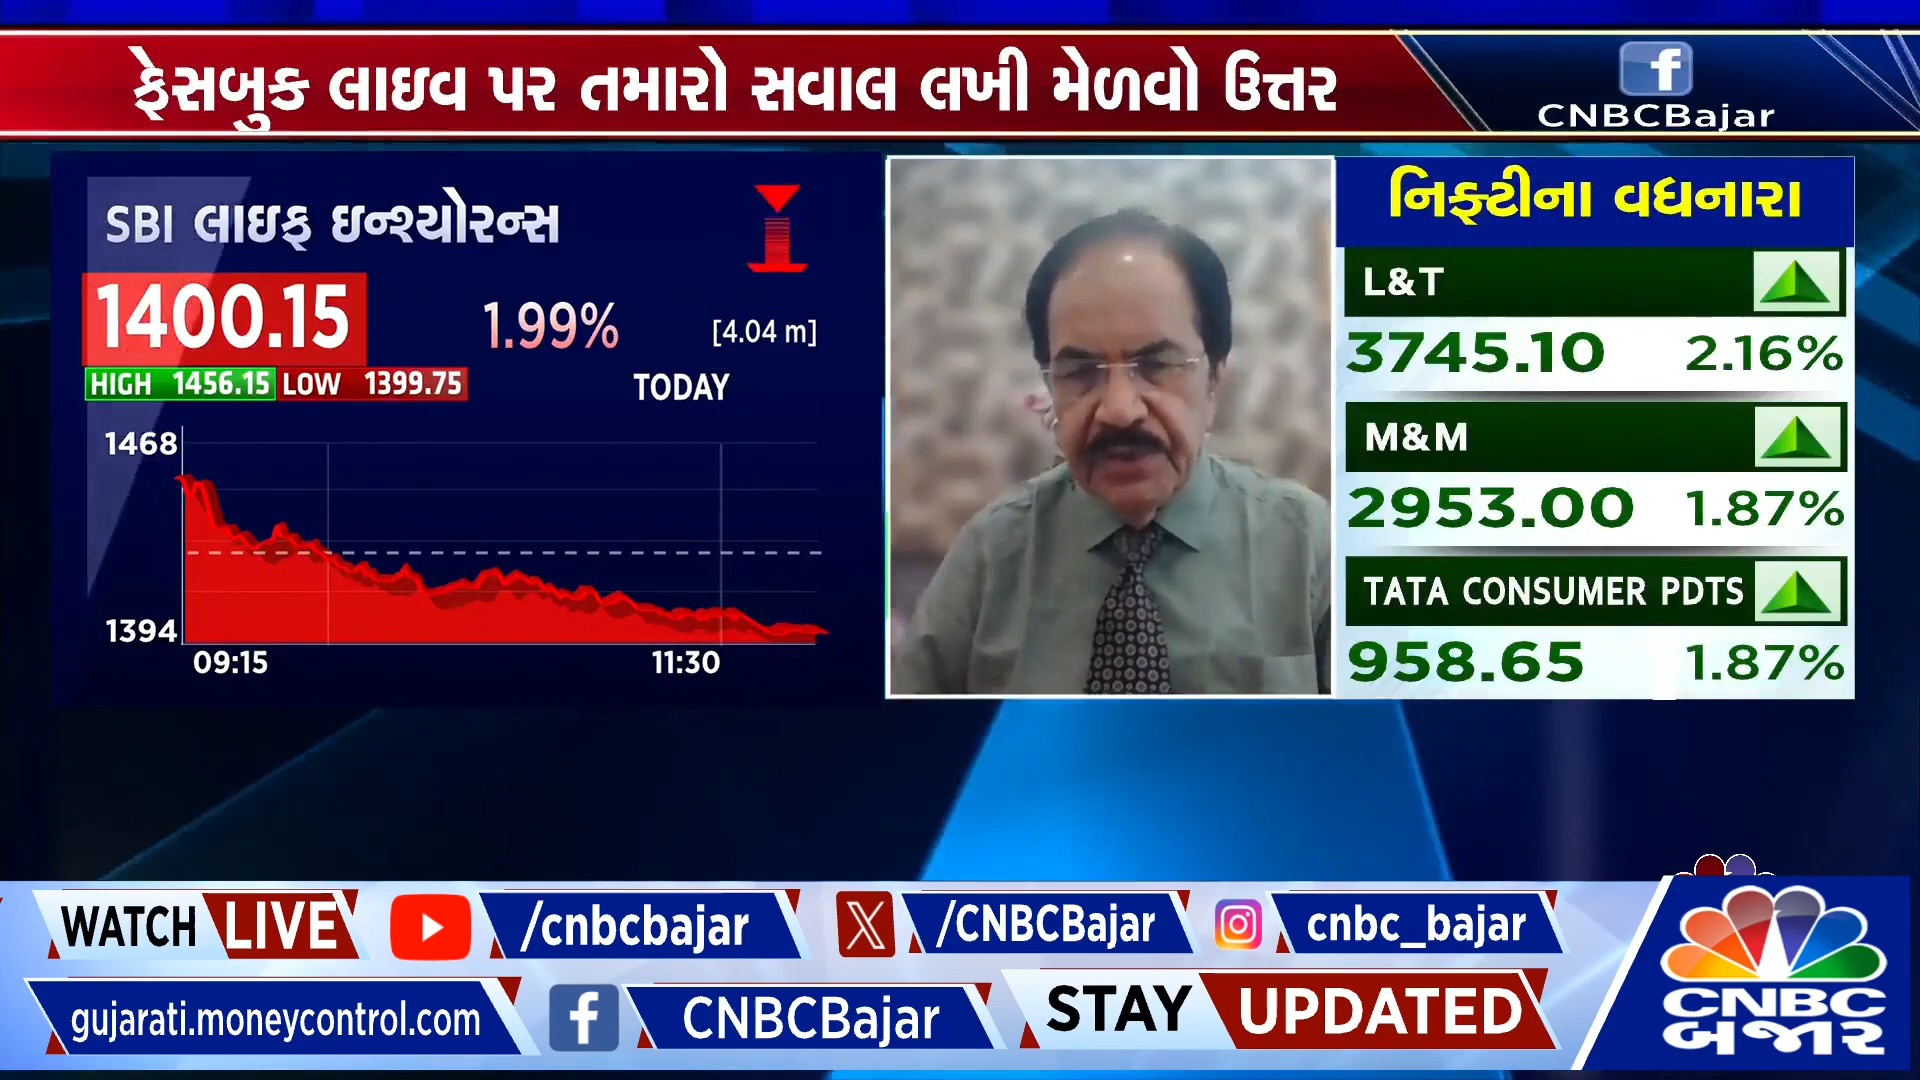 ફેસબુક લાઇવ પર તમારો સવાલ લખી મેળવો ઉત્તર
CNBCBajar
SBI લાઇફ ઇન્શ્યોરન્સ
1400.15 1.99% [4.04 m]
HIGH 1456.15 LOW 1399.75 TODAY
1468
1394
09:15 11:30
નિફ્ટીના વધનારા
L&T
3745.10 2.16%
M&M
2953.00 1.87%
TATA CONSUMER PDTS
958.65 1.87%
WATCH LIVE /cnbcbajar /CNBCBajar cnbc_bajar
gujarati.moneycontrol.com CNBCBajar STAY UPDATED
CNBC
બજાર